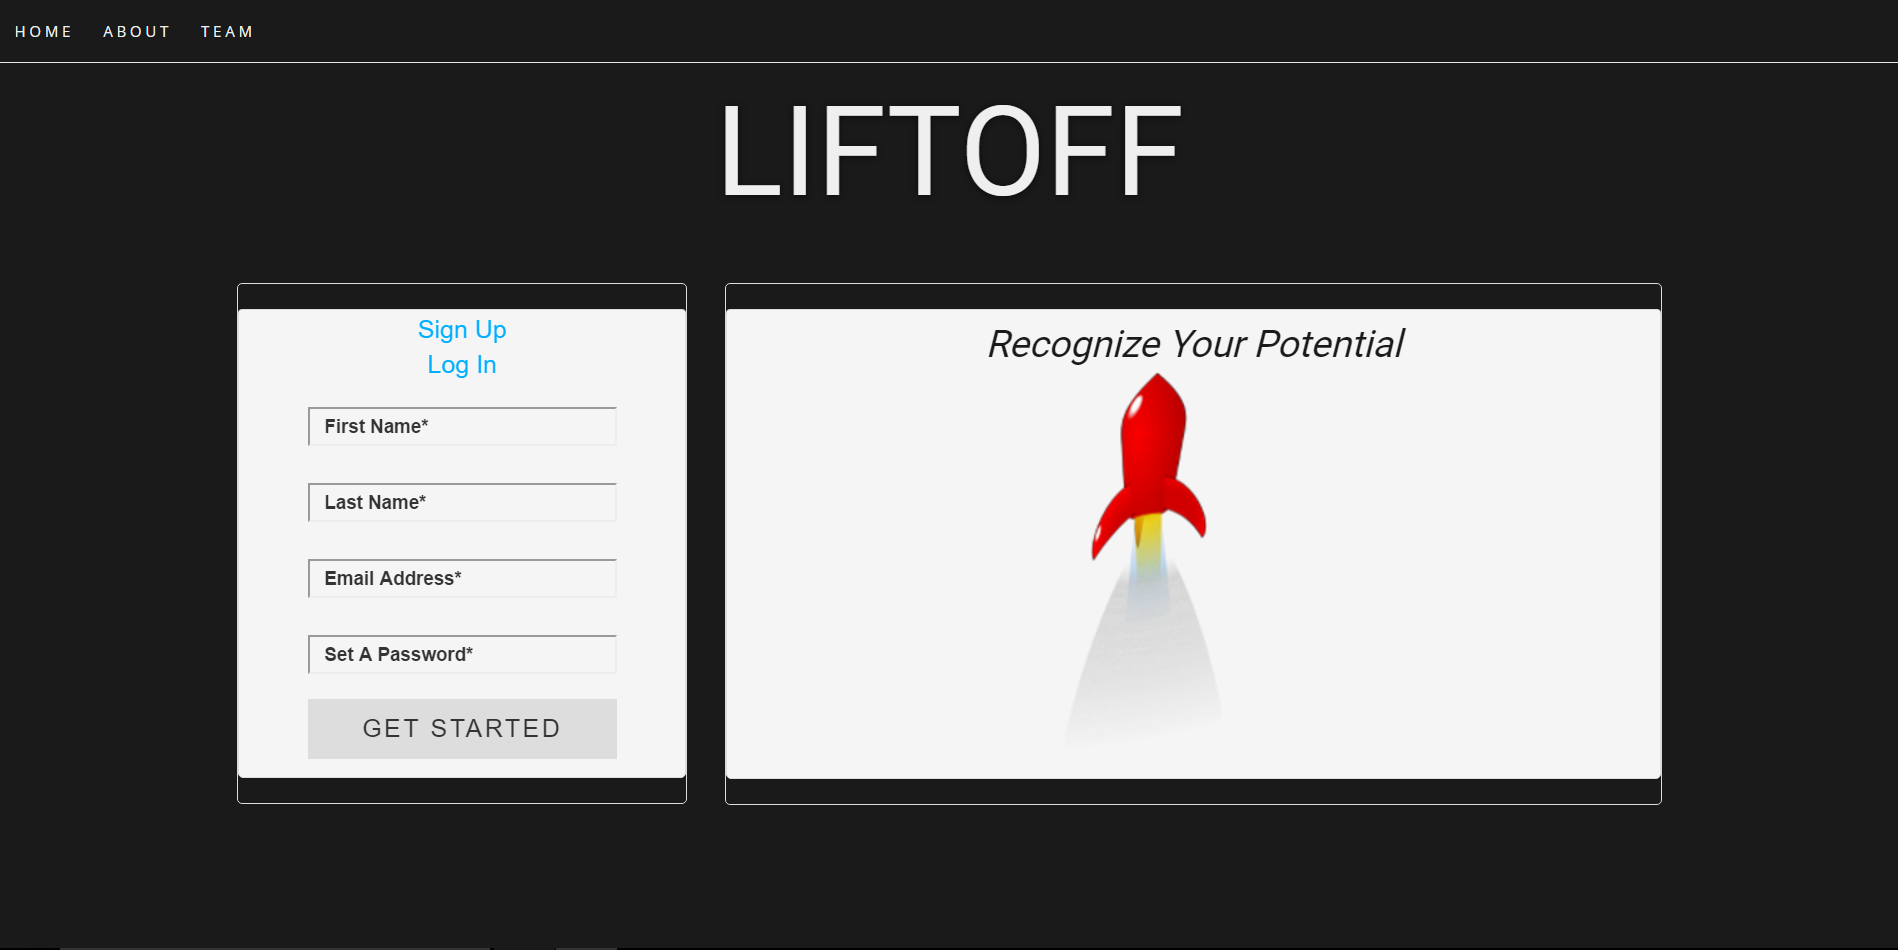 HOME ABOUT TEAM
LIFTOFF
Sign Up
Log In
First Name*
Last Name*
Email Address*
Set A Password*
GET STARTED
Recognize Your Potential